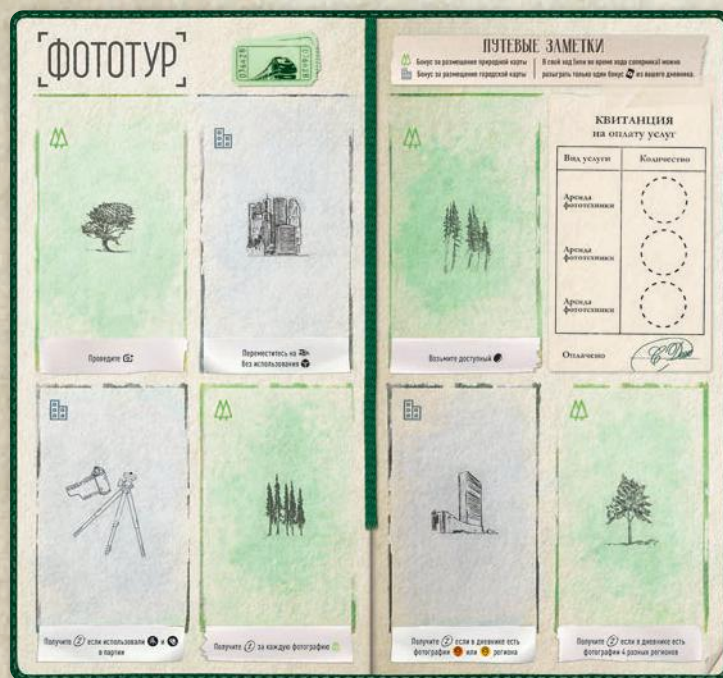 ФОТОТУР
ПУТЕВЫЕ ЗАМЕТКИ
Бонус за размещение природной карты
Бонус за размещение городской карты
В свой ход (или во время хода соперника) можно
разыграть только один бонус из вашего дневника.
Проведите
Переместитесь на
без использования
Возьмите доступный
КВИТАНЦИЯ
на оплату услуг
Вид услуги Количество
Аренда
фототехники
Аренда
фототехники
Аренда
фототехники
Оплачено
Получите 2 если использовали и
в партии
Получите 1 за каждую фотографию
Получите 2 если в дневнике есть
фотография или региона
Получите 2 если в дневнике есть
фотографии 4 разных регионов